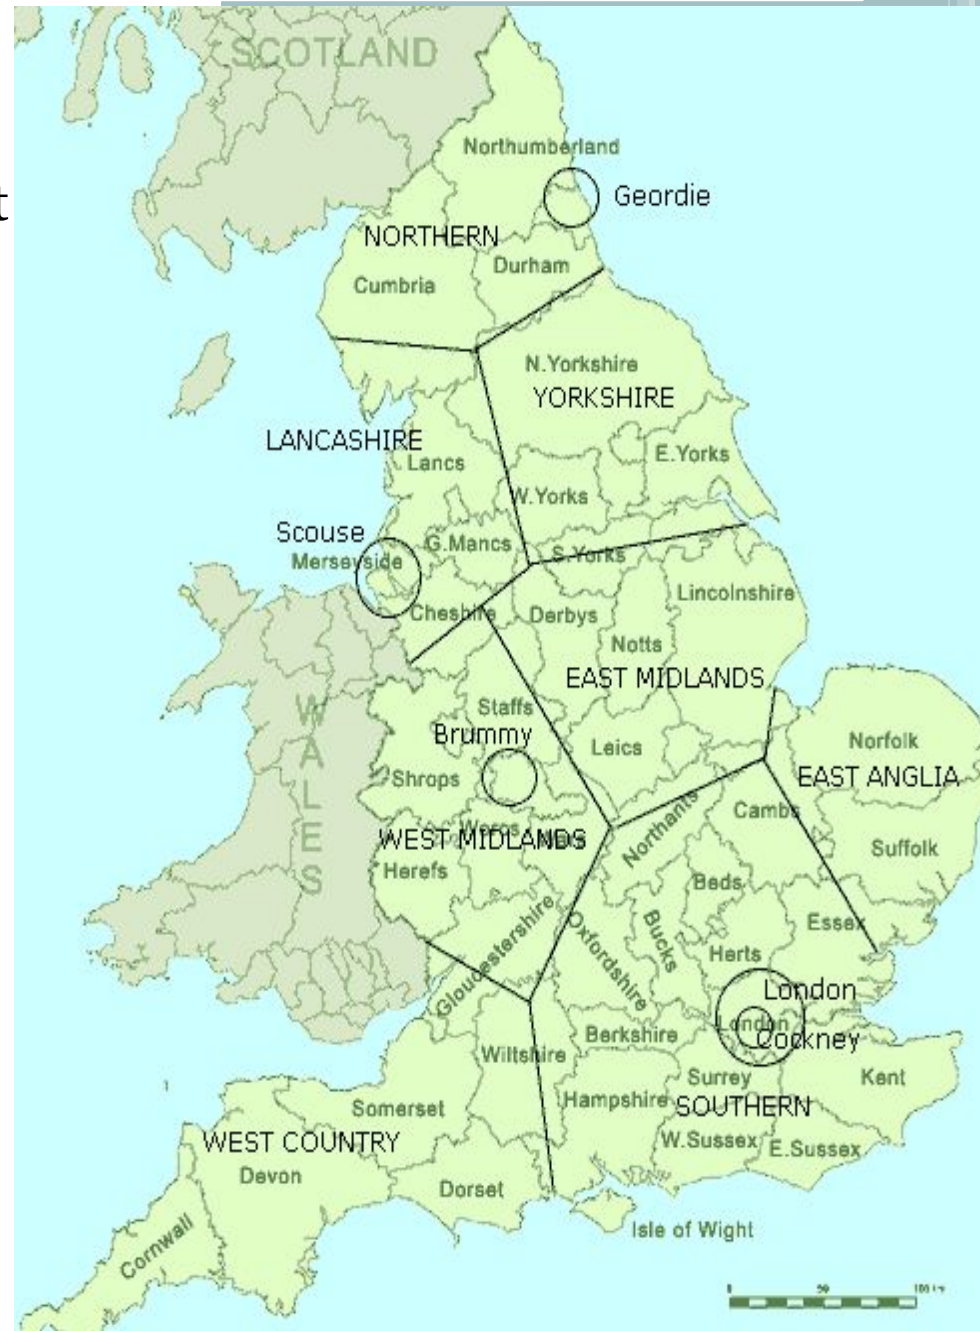 SCOTLAND
Northumberland
t
Geordie
NORTHERN
Durham
Cumbria
N.Yorkshire
YORKSHIRE
LANCASHIRE
E.Yorks
Lancs
W.Yorks
Scouse
G.Mancs
S.Yorks
Merseyside
Lincolnshire
Cheshire
Derbys
Notts
EAST MIDLANDS
WALES
Staffs
Brummy
Leics
Norfolk
Shrops
EAST ANGLIA
Cambs
Northants
Worcs
WEST MIDLANDS
Suffolk
Herefs
Beds
Essex
Gloucestershire
Oxfordshire
Bucks
Herts
London
London
Cockney
Berkshire
Wiltshire
Surrey
Kent
Hampshire
SOUTHERN
Somerset
WEST COUNTRY
W.Sussex
E.Sussex
Devon
Dorset
Isle of Wight
Cornwall